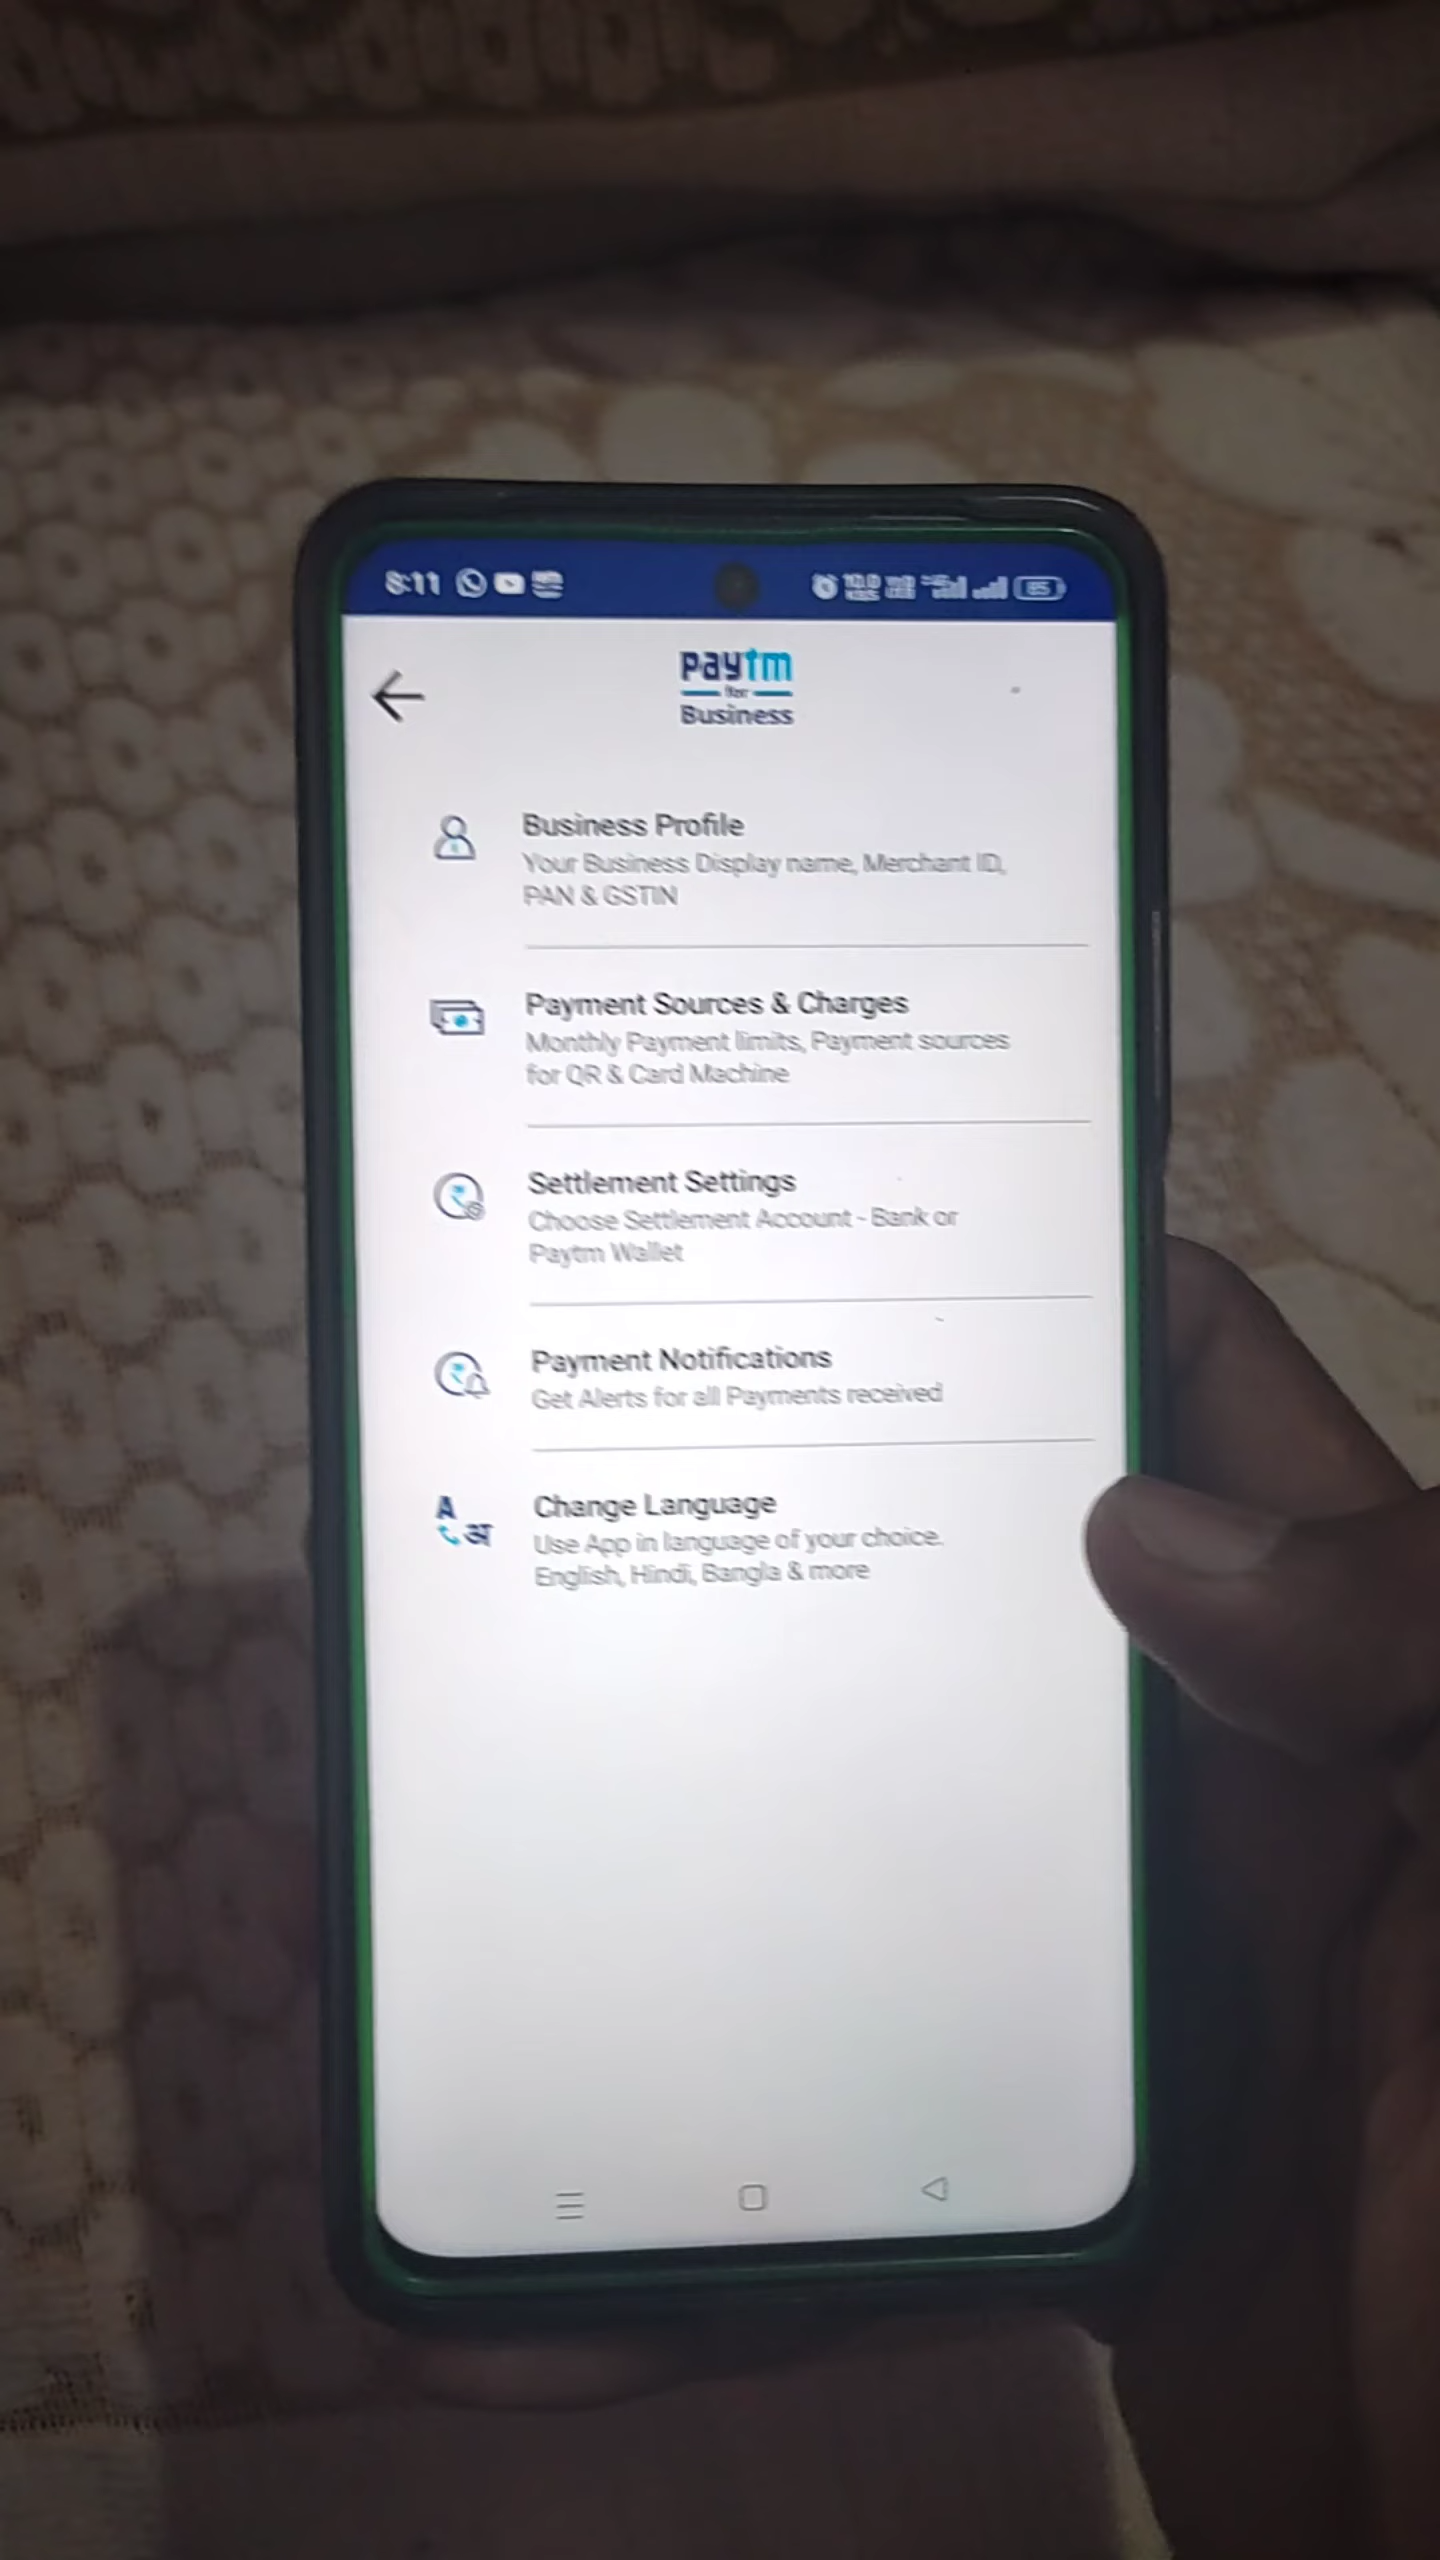 8:11
85
paytm
for
Business
Business Profile
Your Business Display name, Merchant ID,
PAN & GSTIN
Payment Sources & Charges
Monthly Payment limits, Payment sources
for QR & Card Machine
Settlement Settings
Choose Settlement Account - Bank or
Paytm Wallet
Payment Notifications
Get Alerts for all Payments received
A
अ
Change Language
Use App in language of your choice.
English, Hindi, Bangla & more